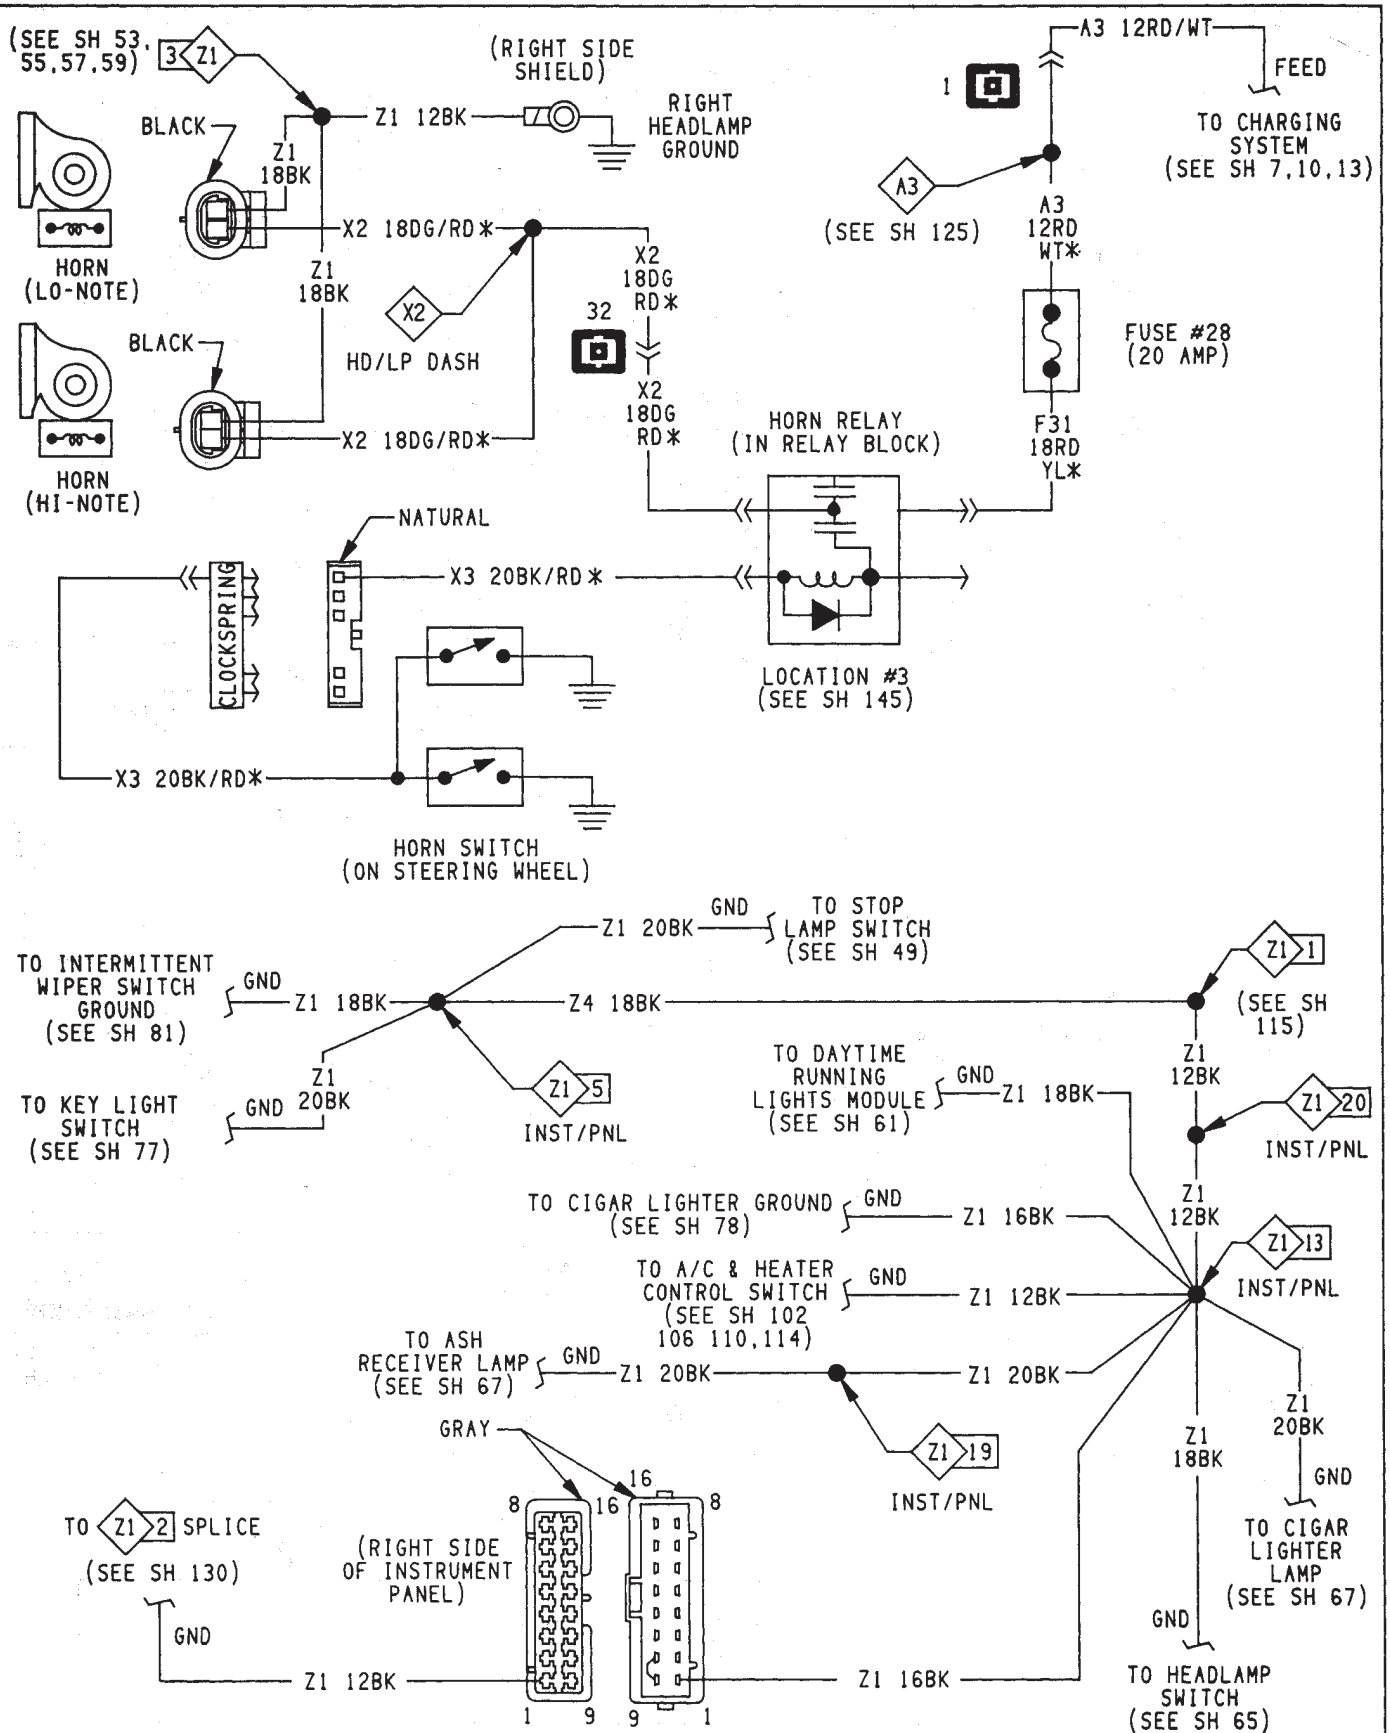 (SEE SH 53,
55,57,59)
3
Z1
(RIGHT SIDE
SHIELD)
A3 12RD/WT
FEED
TO CHARGING
SYSTEM
(SEE SH 7,10,13)
1
BLACK
Z1
18BK
Z1 12BK
RIGHT
HEADLAMP
GROUND
A3
(SEE SH 125)
A3
12RD
WT*
HORN
(LO-NOTE)
X2 18DG/RD*
Z1
18BK
X2
18DG
RD*
X2
HD/LP DASH
32
FUSE #28
(20 AMP)
BLACK
X2 18DG/RD*
X2
18DG
RD*
HORN RELAY
(IN RELAY BLOCK)
F31
18RD
YL*
HORN
(HI-NOTE)
NATURAL
X3 20BK/RD*
CLOCKSPRING
LOCATION #3
(SEE SH 145)
X3 20BK/RD*
HORN SWITCH
(ON STEERING WHEEL)
Z1 20BK
GND
TO STOP
LAMP SWITCH
(SEE SH 49)
TO INTERMITTENT
WIPER SWITCH
GROUND
(SEE SH 81)
GND
Z1 18BK
Z4 18BK
Z1
1
(SEE SH
115)
Z1
20BK
TO KEY LIGHT
SWITCH
(SEE SH 77)
GND
Z1
5
INST/PNL
TO DAYTIME
RUNNING
LIGHTS MODULE
(SEE SH 61)
GND
Z1 18BK
Z1
12BK
Z1
20
INST/PNL
TO CIGAR LIGHTER GROUND
(SEE SH 78)
GND
Z1 16BK
Z1
12BK
Z1
13
INST/PNL
TO A/C & HEATER
CONTROL SWITCH
(SEE SH 102
106 110,114)
GND
Z1 12BK
TO ASH
RECEIVER LAMP
(SEE SH 67)
GND
Z1 20BK
Z1 20BK
Z1
19
INST/PNL
Z1
18BK
Z1
20BK
GND
TO CIGAR
LIGHTER
LAMP
(SEE SH 67)
GRAY
8
16
16
8
TO
Z1
2
SPLICE
(SEE SH 130)
GND
(RIGHT SIDE
OF INSTRUMENT
PANEL)
Z1 12BK
1
9
9
1
Z1 16BK
GND
TO HEADLAMP
SWITCH
(SEE SH 65)